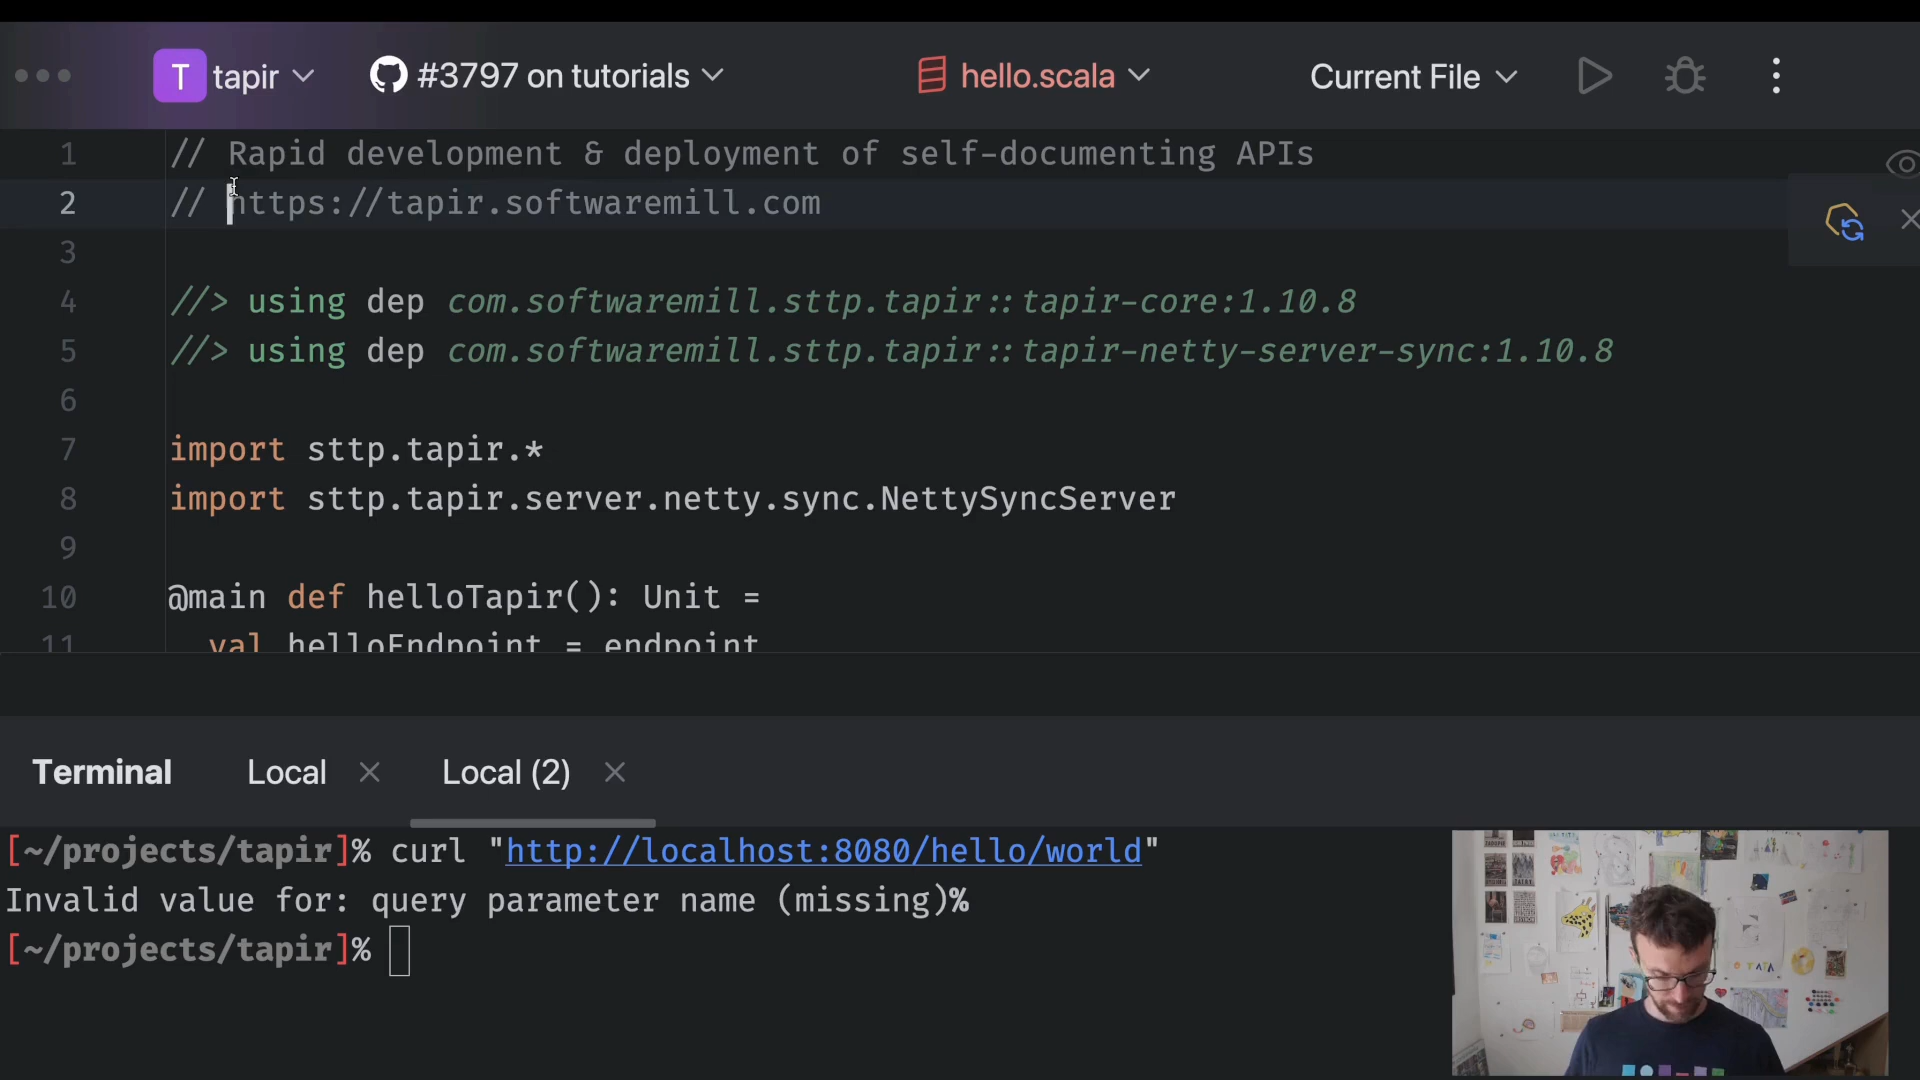 T tapir #3797 on tutorials hello.scala Current File
1 // Rapid development & deployment of self-documenting APIs
2 // https://tapir.softwaremill.com
3
4 //> using dep com.softwaremill.sttp.tapir::tapir-core:1.10.8
5 //> using dep com.softwaremill.sttp.tapir::tapir-netty-server-sync:1.10.8
6
7 import sttp.tapir.*
8 import sttp.tapir.server.netty.sync.NettySyncServer
9
10 @main def helloTapir(): Unit =
11 val helloEndpoint = endpoint
Terminal Local Local (2)
[~/projects/tapir]% curl "http://localhost:8080/hello/world"
Invalid value for: query parameter name (missing)%
[~/projects/tapir]%